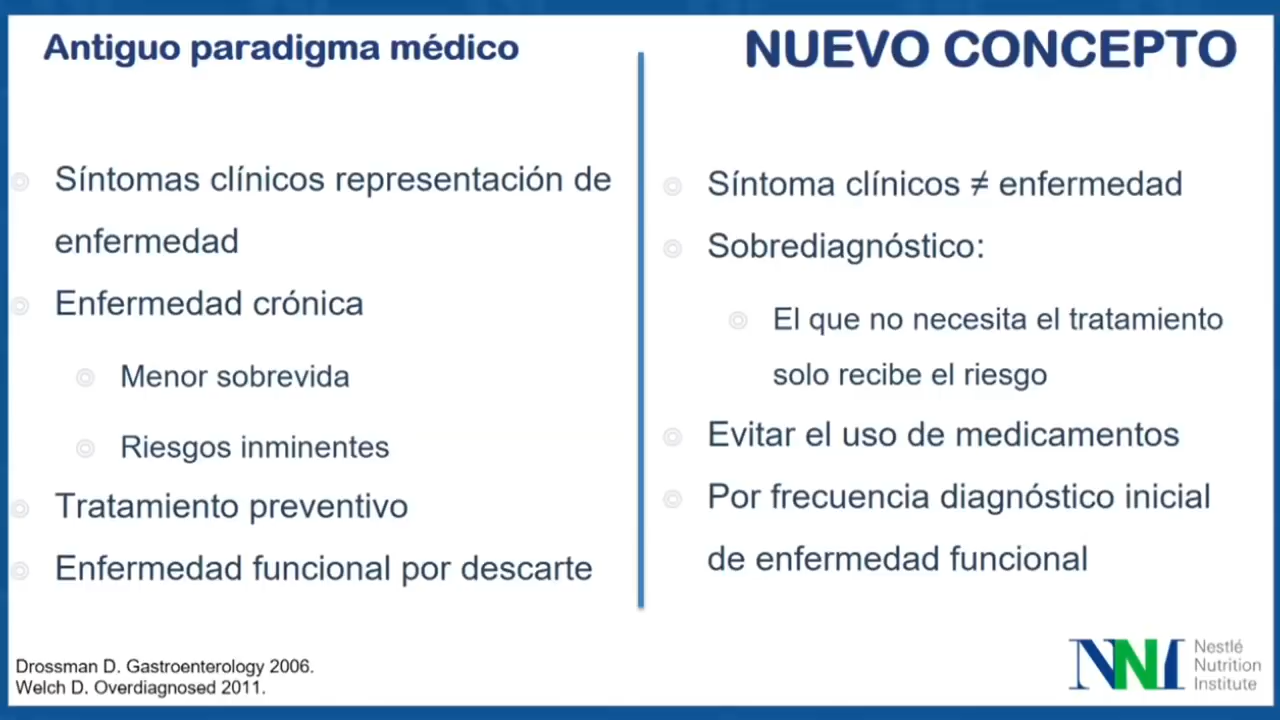 Antiguo paradigma médico
Síntomas clínicos representación de
enfermedad
Enfermedad crónica
Menor sobrevida
Riesgos inminentes
Tratamiento preventivo
Enfermedad funcional por descarte
NUEVO CONCEPTO
Síntoma clínicos ≠ enfermedad
Sobrediagnóstico:
El que no necesita el tratamiento
solo recibe el riesgo
Evitar el uso de medicamentos
Por frecuencia diagnóstico inicial
de enfermedad funcional
Drossman D. Gastroenterology 2006.
Welch D. Overdiagnosed 2011.
NNI
Nestlé
Nutrition
Institute